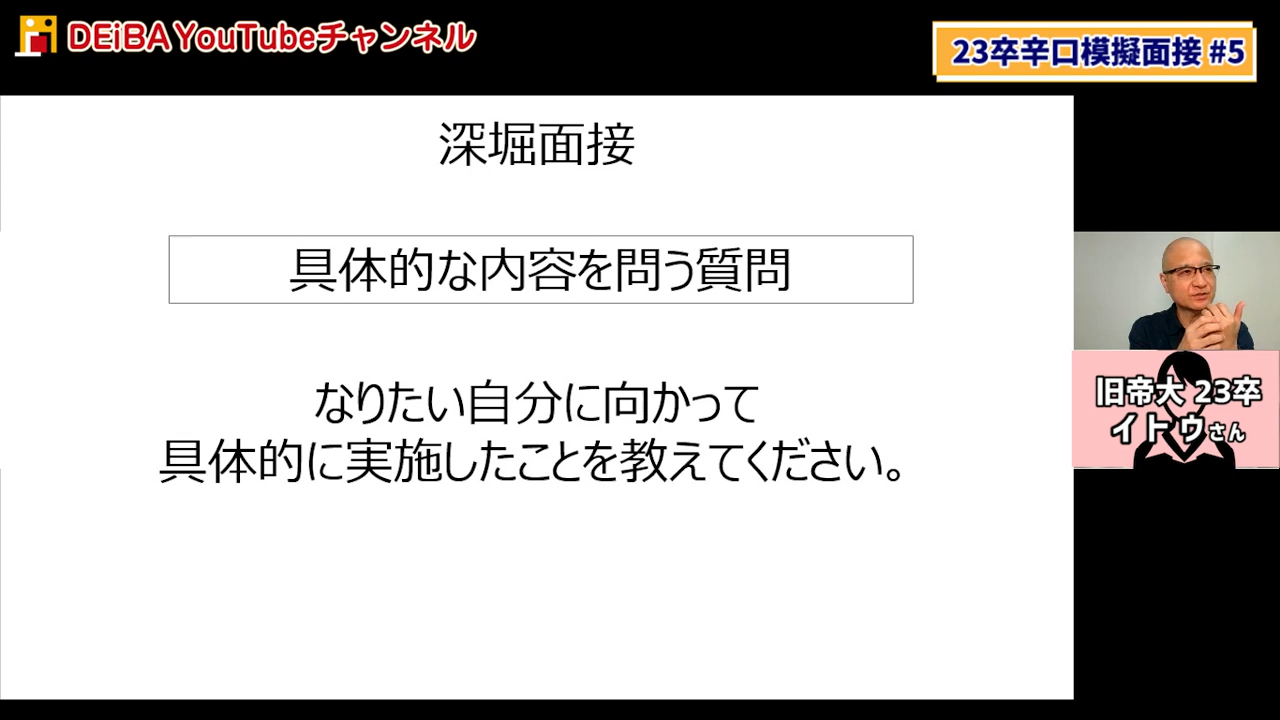 DEiBA YouTubeチャンネル
23卒辛口模擬面接 #5
深堀面接
具体的な内容を問う質問
なりたい自分に向かって
具体的に実施したことを教えてください。
旧帝大 23卒
イトウさん